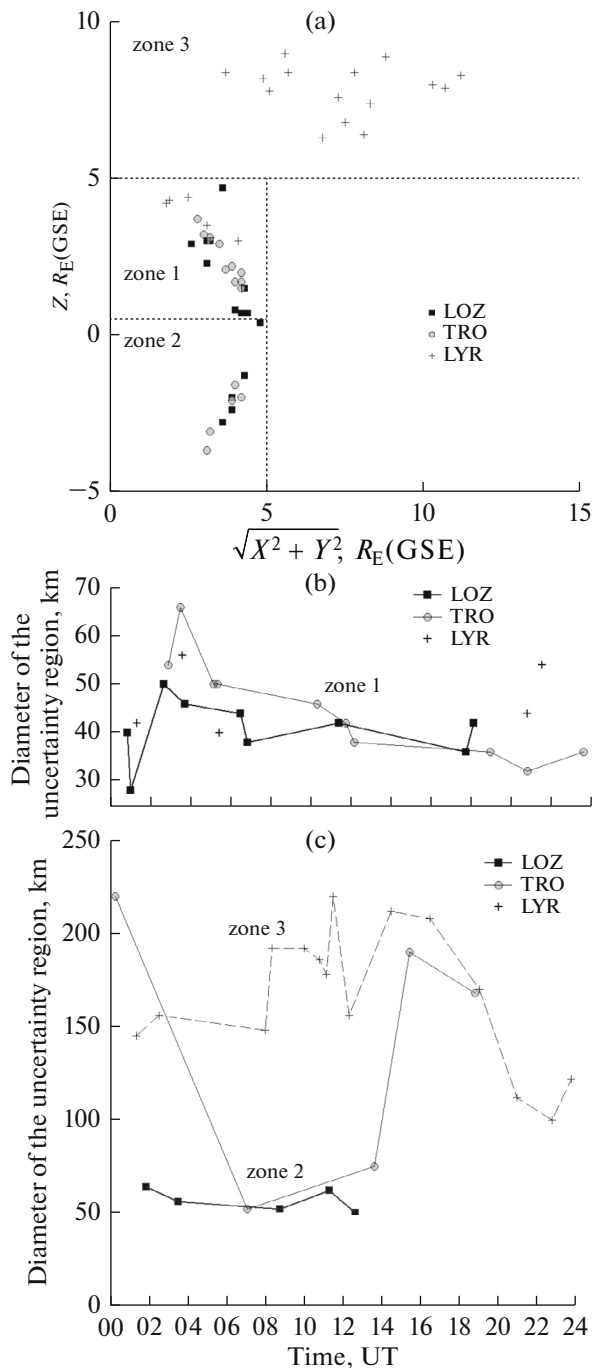 (a)
10
zone 3
5
Z, R_E(GSE)
zone 1
LOZ
TRO
LYR
zone 2
0
−5
0 5 10 15
√X² + Y², R_E(GSE)
(b)
70
LOZ
TRO
LYR
60
zone 1
50
40
30
Diameter of the
uncertainty region, km
(c)
250
LOZ
TRO
LYR
200
zone 3
150
100
zone 2
50
0
Diameter of the uncertainty region, km
00 02 04 06 08 10 12 14 16 18 20 22 24
Time, UT